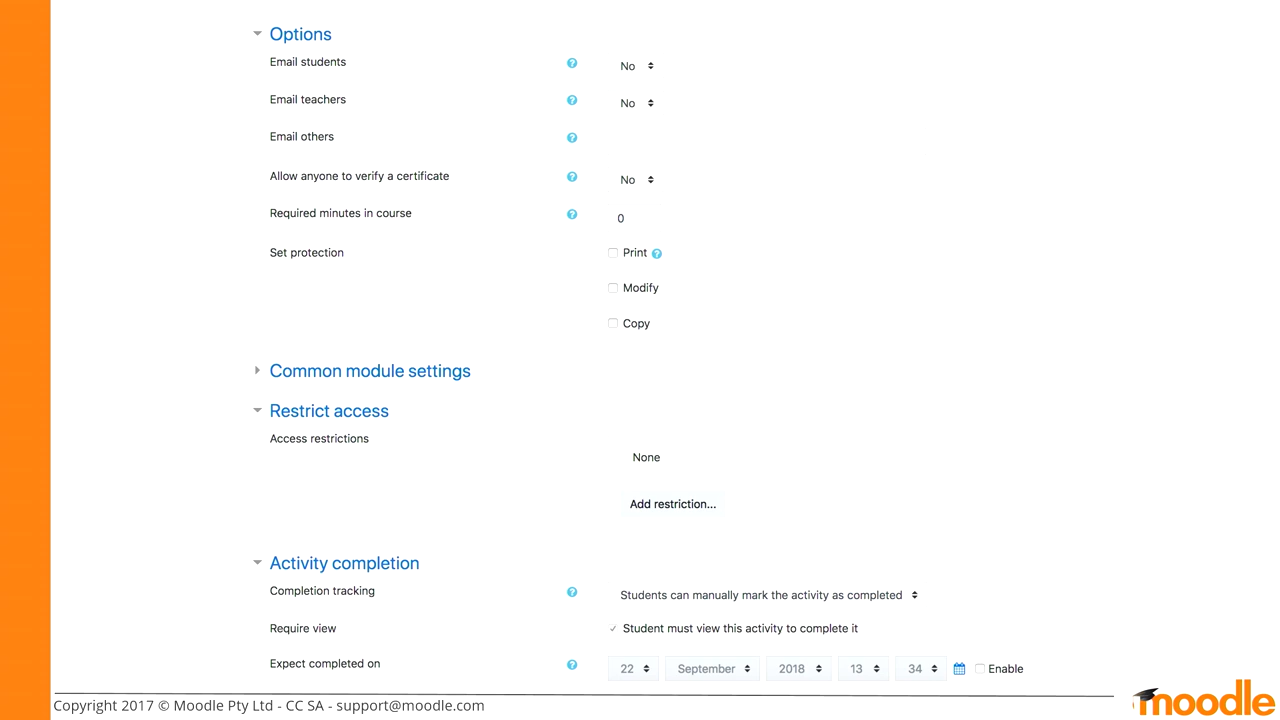 Options
Email students ? No
Email teachers ? No
Email others ?
Allow anyone to verify a certificate ? No
Required minutes in course ? 0
Set protection Print ?
Modify
Copy
Common module settings
Restrict access
Access restrictions
None
Add restriction...
Activity completion
Completion tracking ? Students can manually mark the activity as completed
Require view Student must view this activity to complete it
Expect completed on ? 22 September 2018 13 34 Enable
Copyright 2017 © Moodle Pty Ltd - CC SA - support@moodle.com
moodle